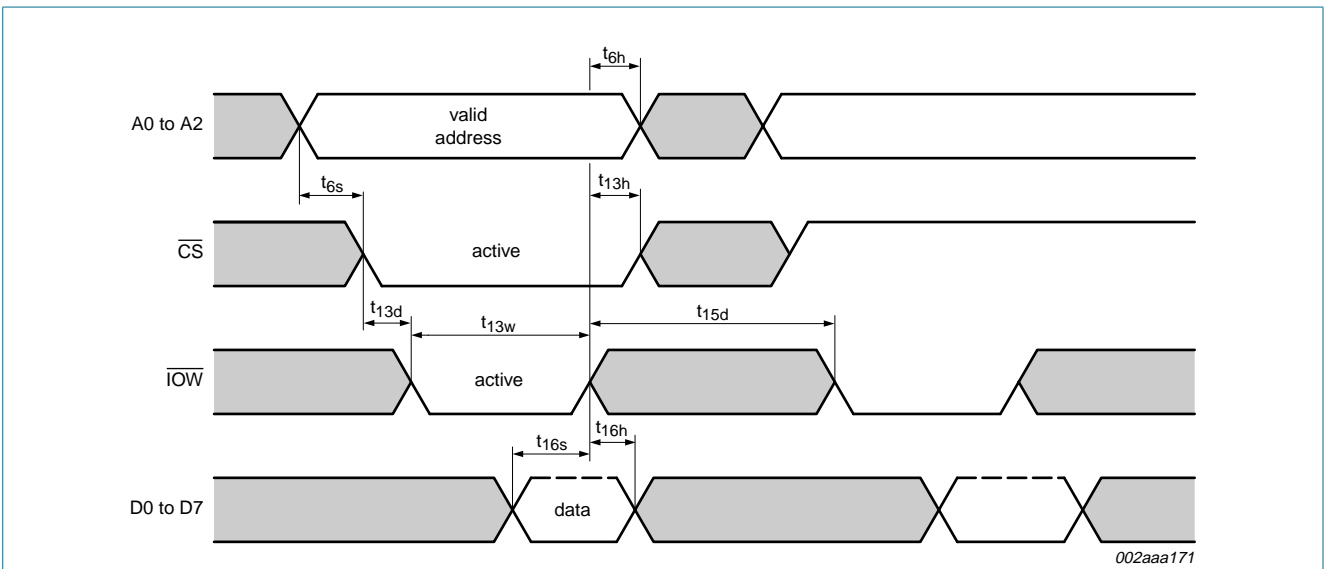 t6h
A0 to A2
valid
address
t6s
t13h
CS
active
t13d
t13w
t15d
IOW
active
t16s
t16h
D0 to D7
data
002aaa171